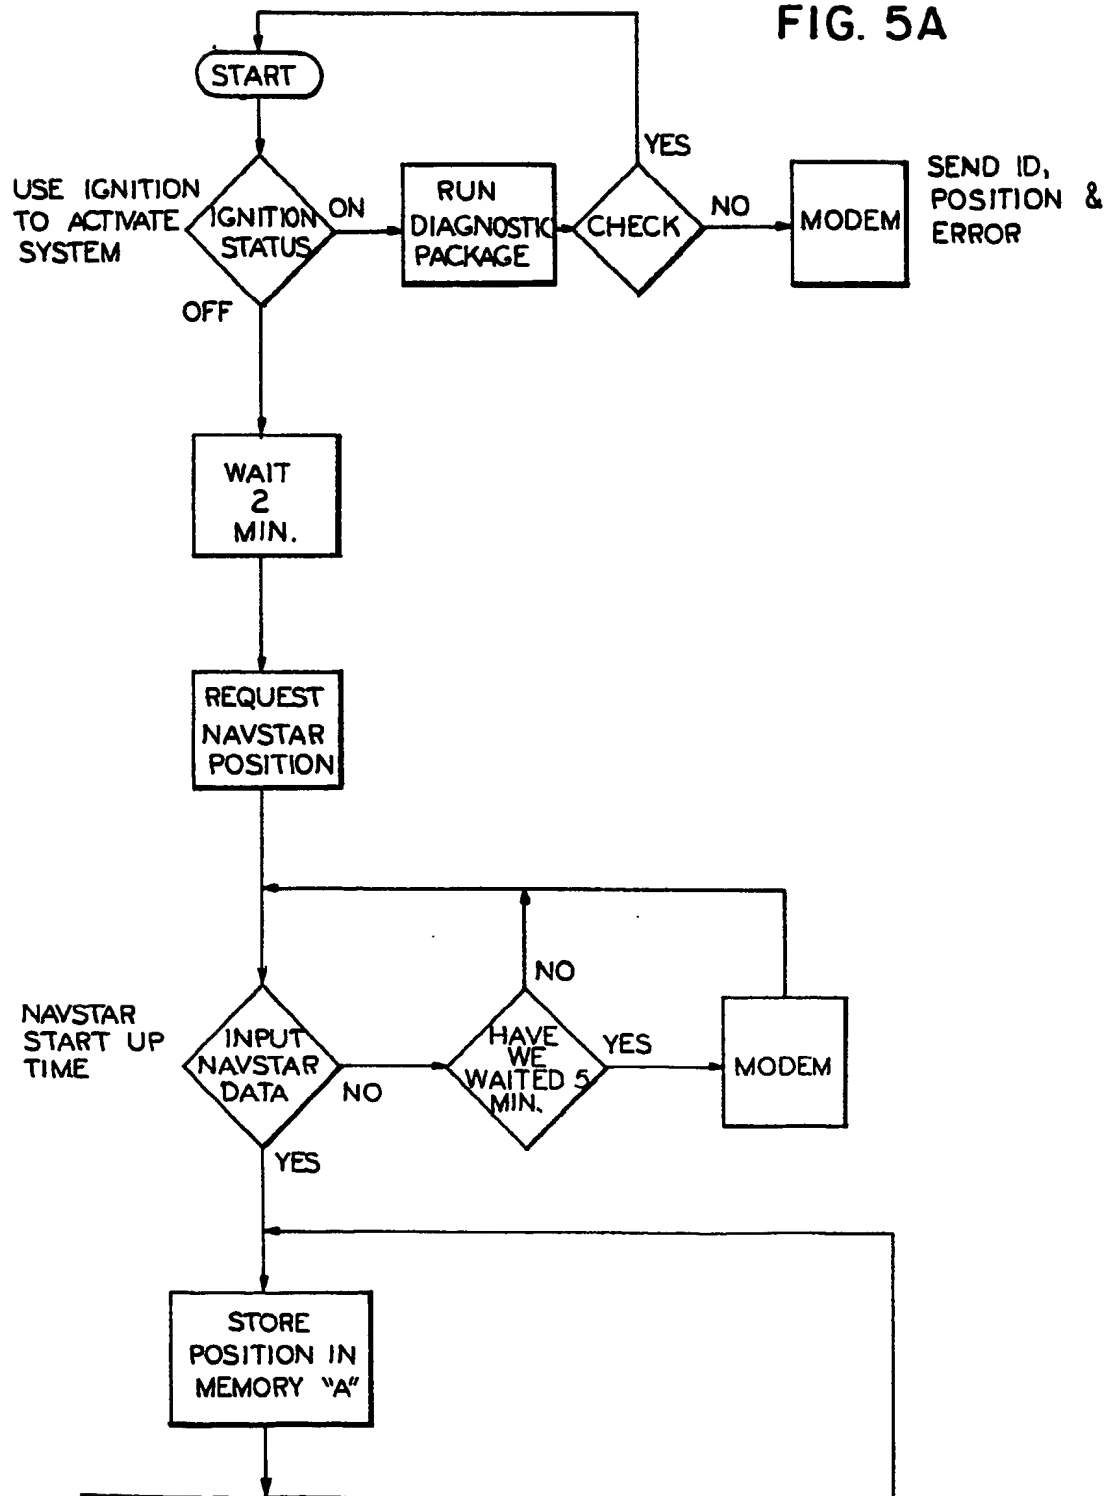 FIG. 5A
START
USE IGNITION
TO ACTIVATE
SYSTEM
IGNITION
STATUS
ON
OFF
RUN
DIAGNOSTIC
PACKAGE
CHECK
YES
NO
MODEM
SEND ID,
POSITION &
ERROR
WAIT
2
MIN.
REQUEST
NAVSTAR
POSITION
NAVSTAR
START UP
TIME
INPUT
NAVSTAR
DATA
NO
YES
HAVE
WE
WAITED 5
MIN.
NO
YES
MODEM
STORE
POSITION IN
MEMORY "A"